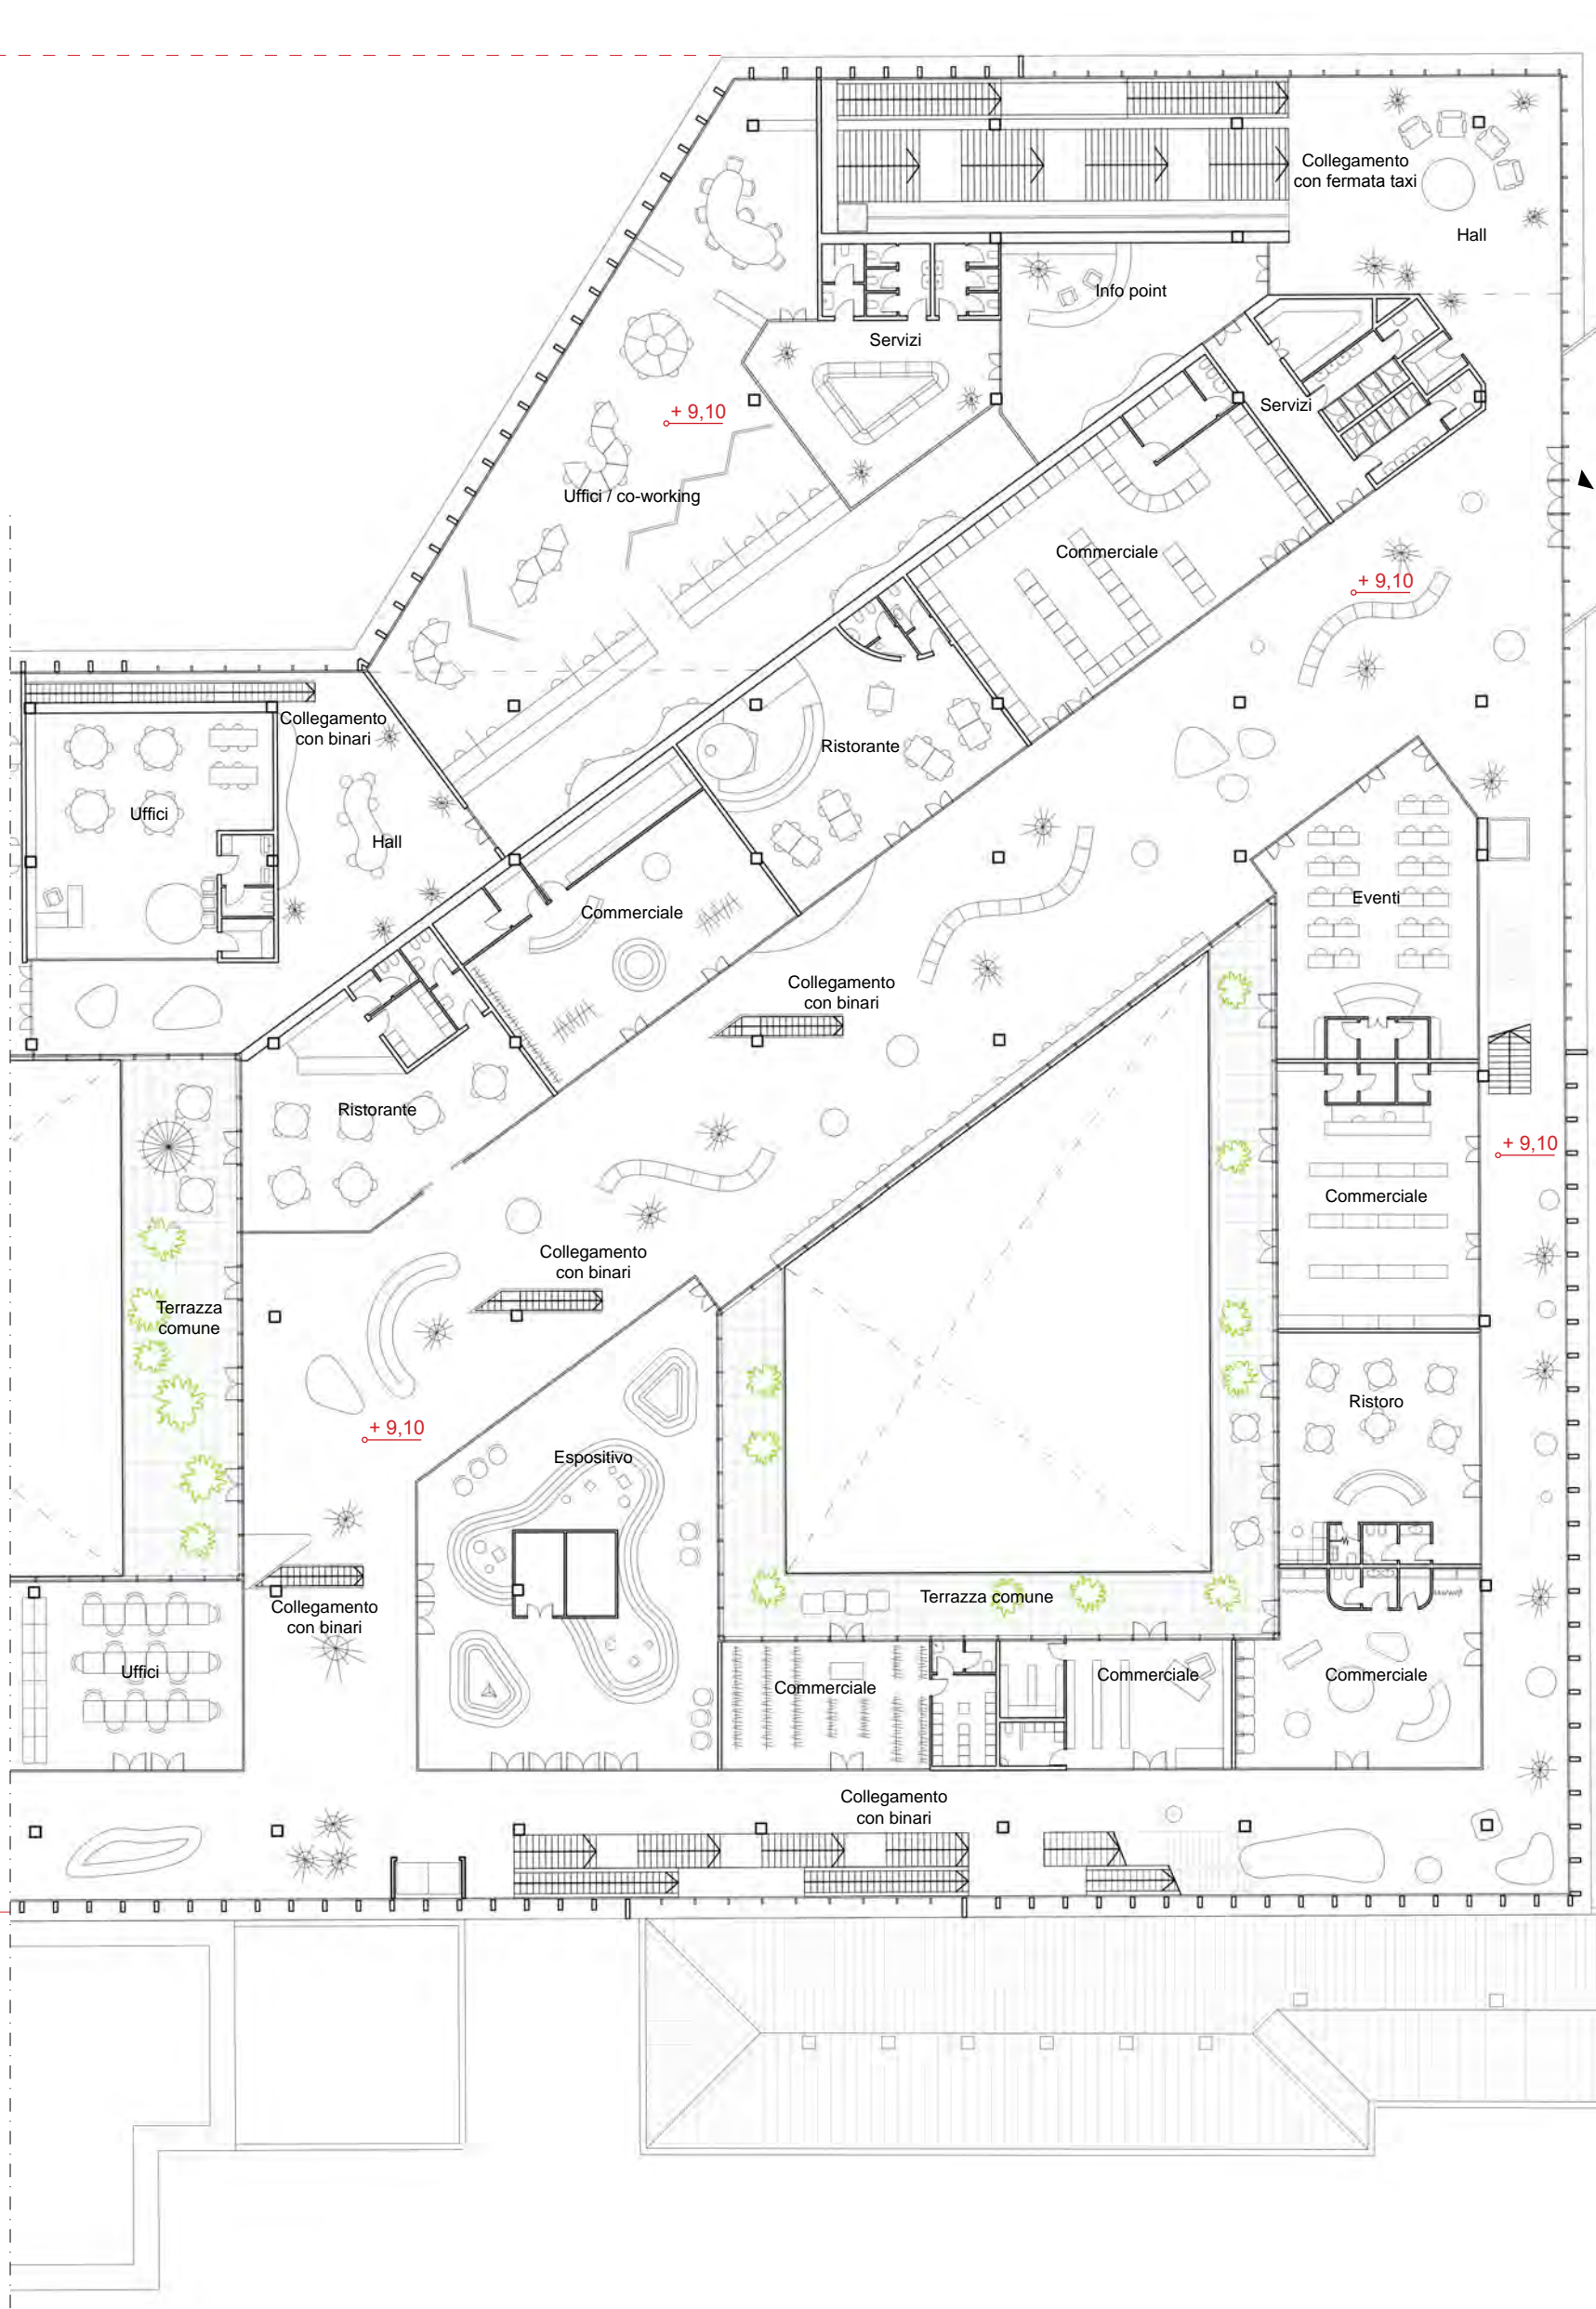 Collegamento
con fermata taxi
Hall
Info point
Servizi
Servizi
+ 9,10
Uffici / co-working
Commerciale
+ 9,10
Collegamento
con binari
Ristorante
Uffici
Hall
Eventi
Commerciale
Collegamento
con binari
Ristorante
+ 9,10
Commerciale
Collegamento
con binari
Terrazza
comune
Ristoro
+ 9,10
Espositivo
Terrazza comune
Collegamento
con binari
Uffici
Commerciale
Commerciale
Commerciale
Collegamento
con binari